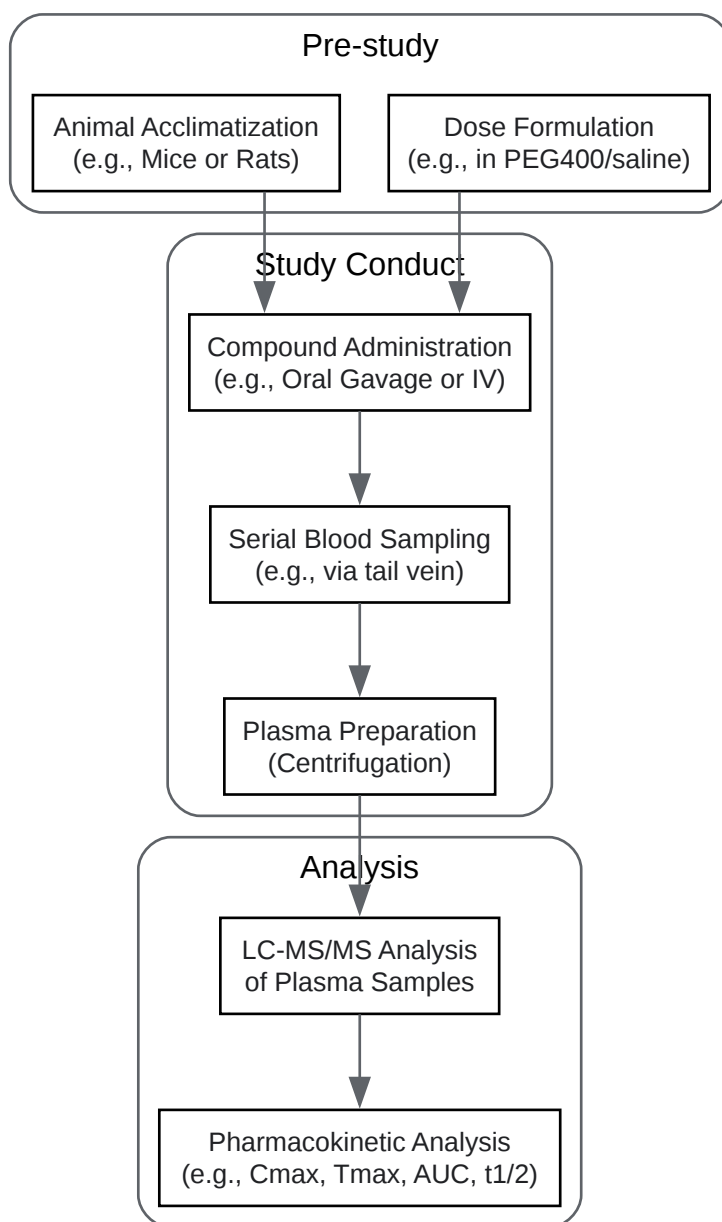 Pre-study
Animal Acclimatization
(e.g., Mice or Rats)
Dose Formulation
(e.g., in PEG400/saline)
Study Conduct
Compound Administration
(e.g., Oral Gavage or IV)
Serial Blood Sampling
(e.g., via tail vein)
Plasma Preparation
(Centrifugation)
Analysis
LC-MS/MS Analysis
of Plasma Samples
Pharmacokinetic Analysis
(e.g., Cmax, Tmax, AUC, t1/2)